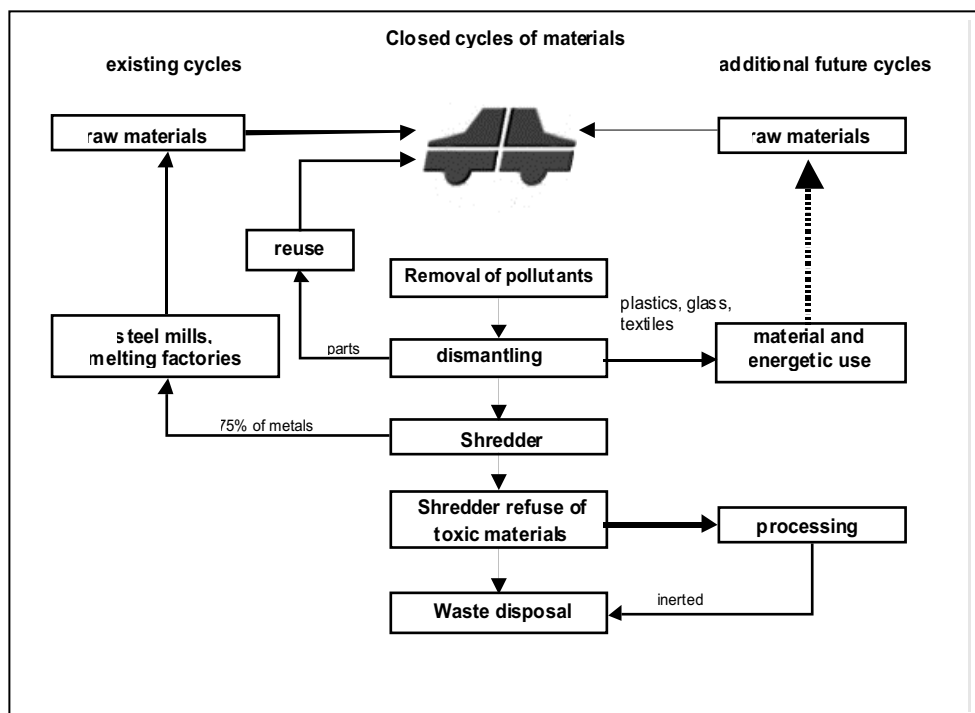 Closed cycles of materials
existing cycles
additional future cycles
raw materials
raw materials
reuse
Removal of pollutants
plastics, glass,
textiles
steel mills,
melting factories
parts
dismantling
material and
energetic use
75% of metals
Shredder
Shredder refuse of
toxic materials
processing
Waste disposal
inerted